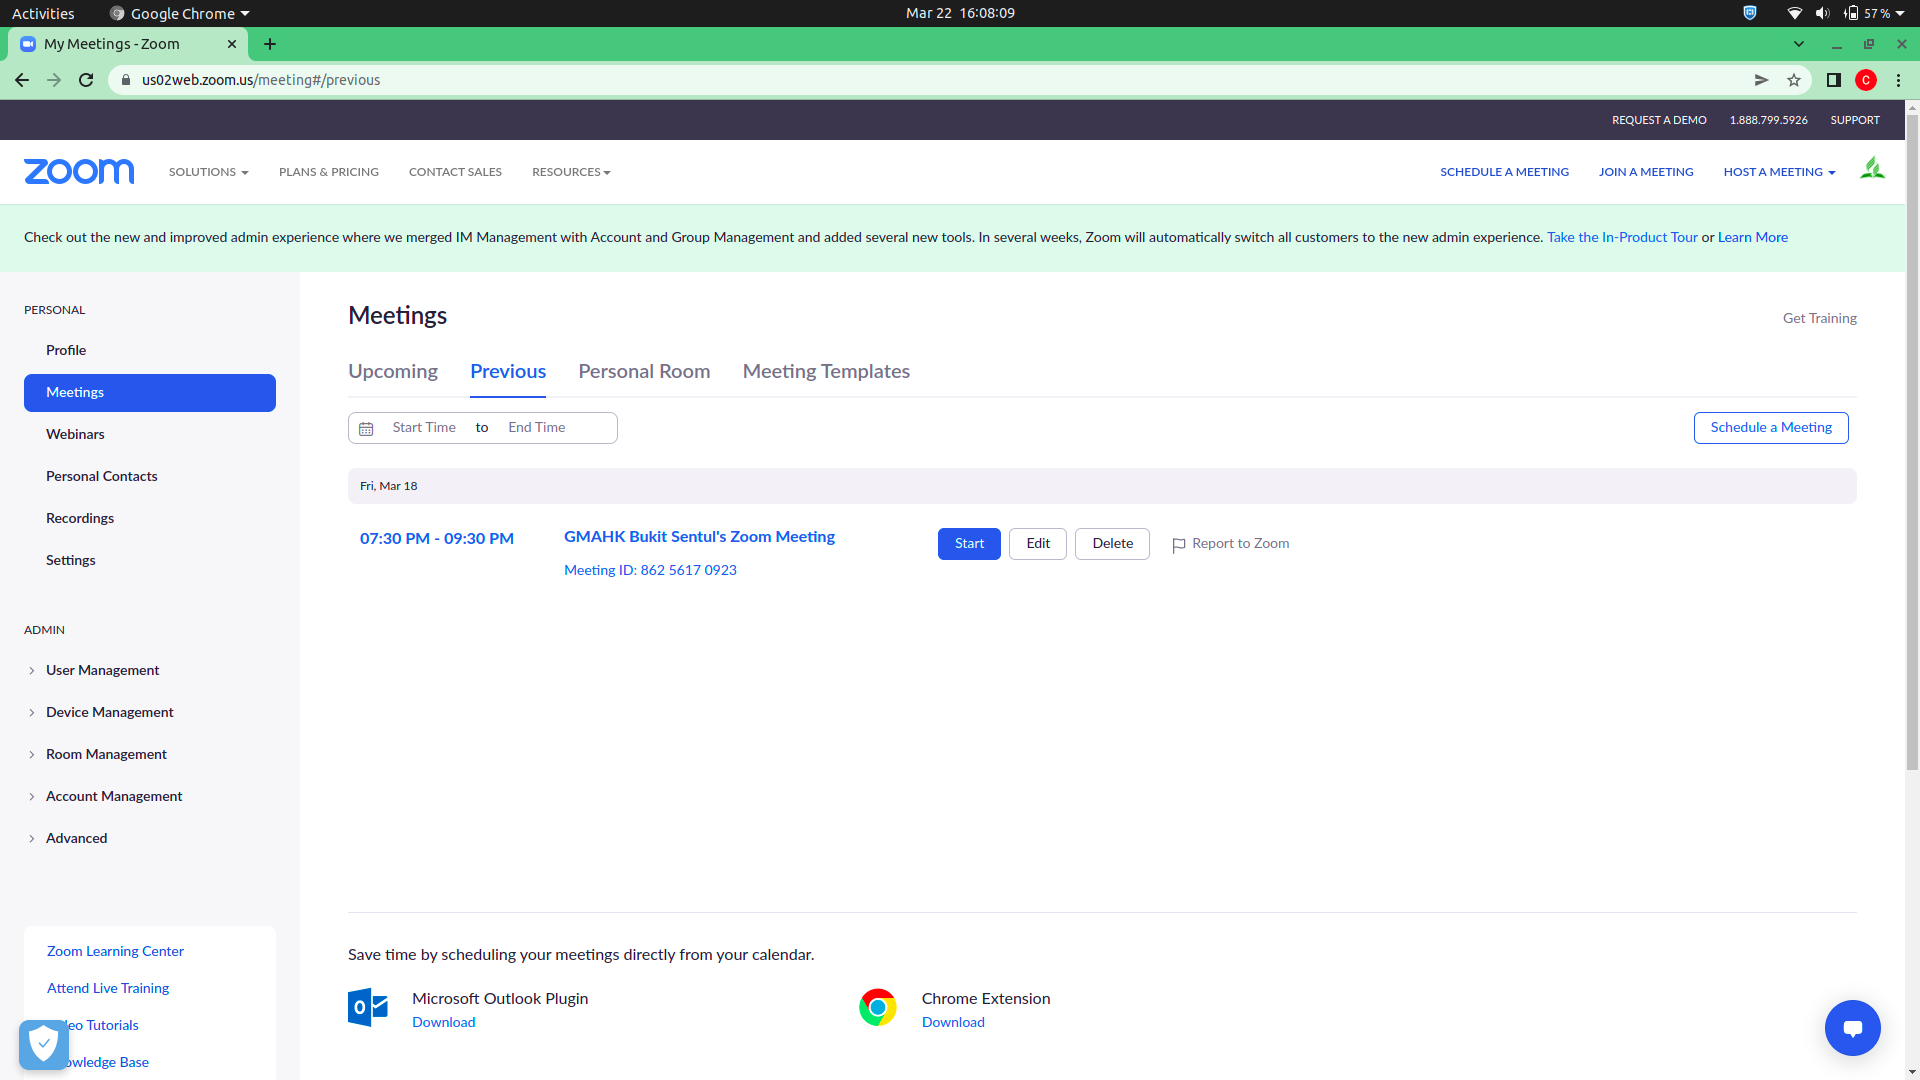 Activities
Google Chrome
Mar 22 16:08:09
57 %
My Meetings - Zoom
us02web.zoom.us/meeting#/previous
C
REQUEST A DEMO
1.888.799.5926
SUPPORT
zoom
SOLUTIONS
PLANS & PRICING
CONTACT SALES
RESOURCES
SCHEDULE A MEETING
JOIN A MEETING
HOST A MEETING
Check out the new and improved admin experience where we merged IM Management with Account and Group Management and added several new tools. In several weeks, Zoom will automatically switch all customers to the new admin experience. Take the In-Product Tour or Learn More
PERSONAL
Profile
Meetings
Webinars
Personal Contacts
Recordings
Settings
ADMIN
User Management
Device Management
Room Management
Account Management
Advanced
Zoom Learning Center
Attend Live Training
eo Tutorials
owledge Base
Meetings
Get Training
Upcoming
Previous
Personal Room
Meeting Templates
Start Time to End Time
Schedule a Meeting
Fri, Mar 18
07:30 PM - 09:30 PM
GMAHK Bukit Sentul's Zoom Meeting
Meeting ID: 862 5617 0923
Start
Edit
Delete
Report to Zoom
Save time by scheduling your meetings directly from your calendar.
Microsoft Outlook Plugin
Download
Chrome Extension
Download